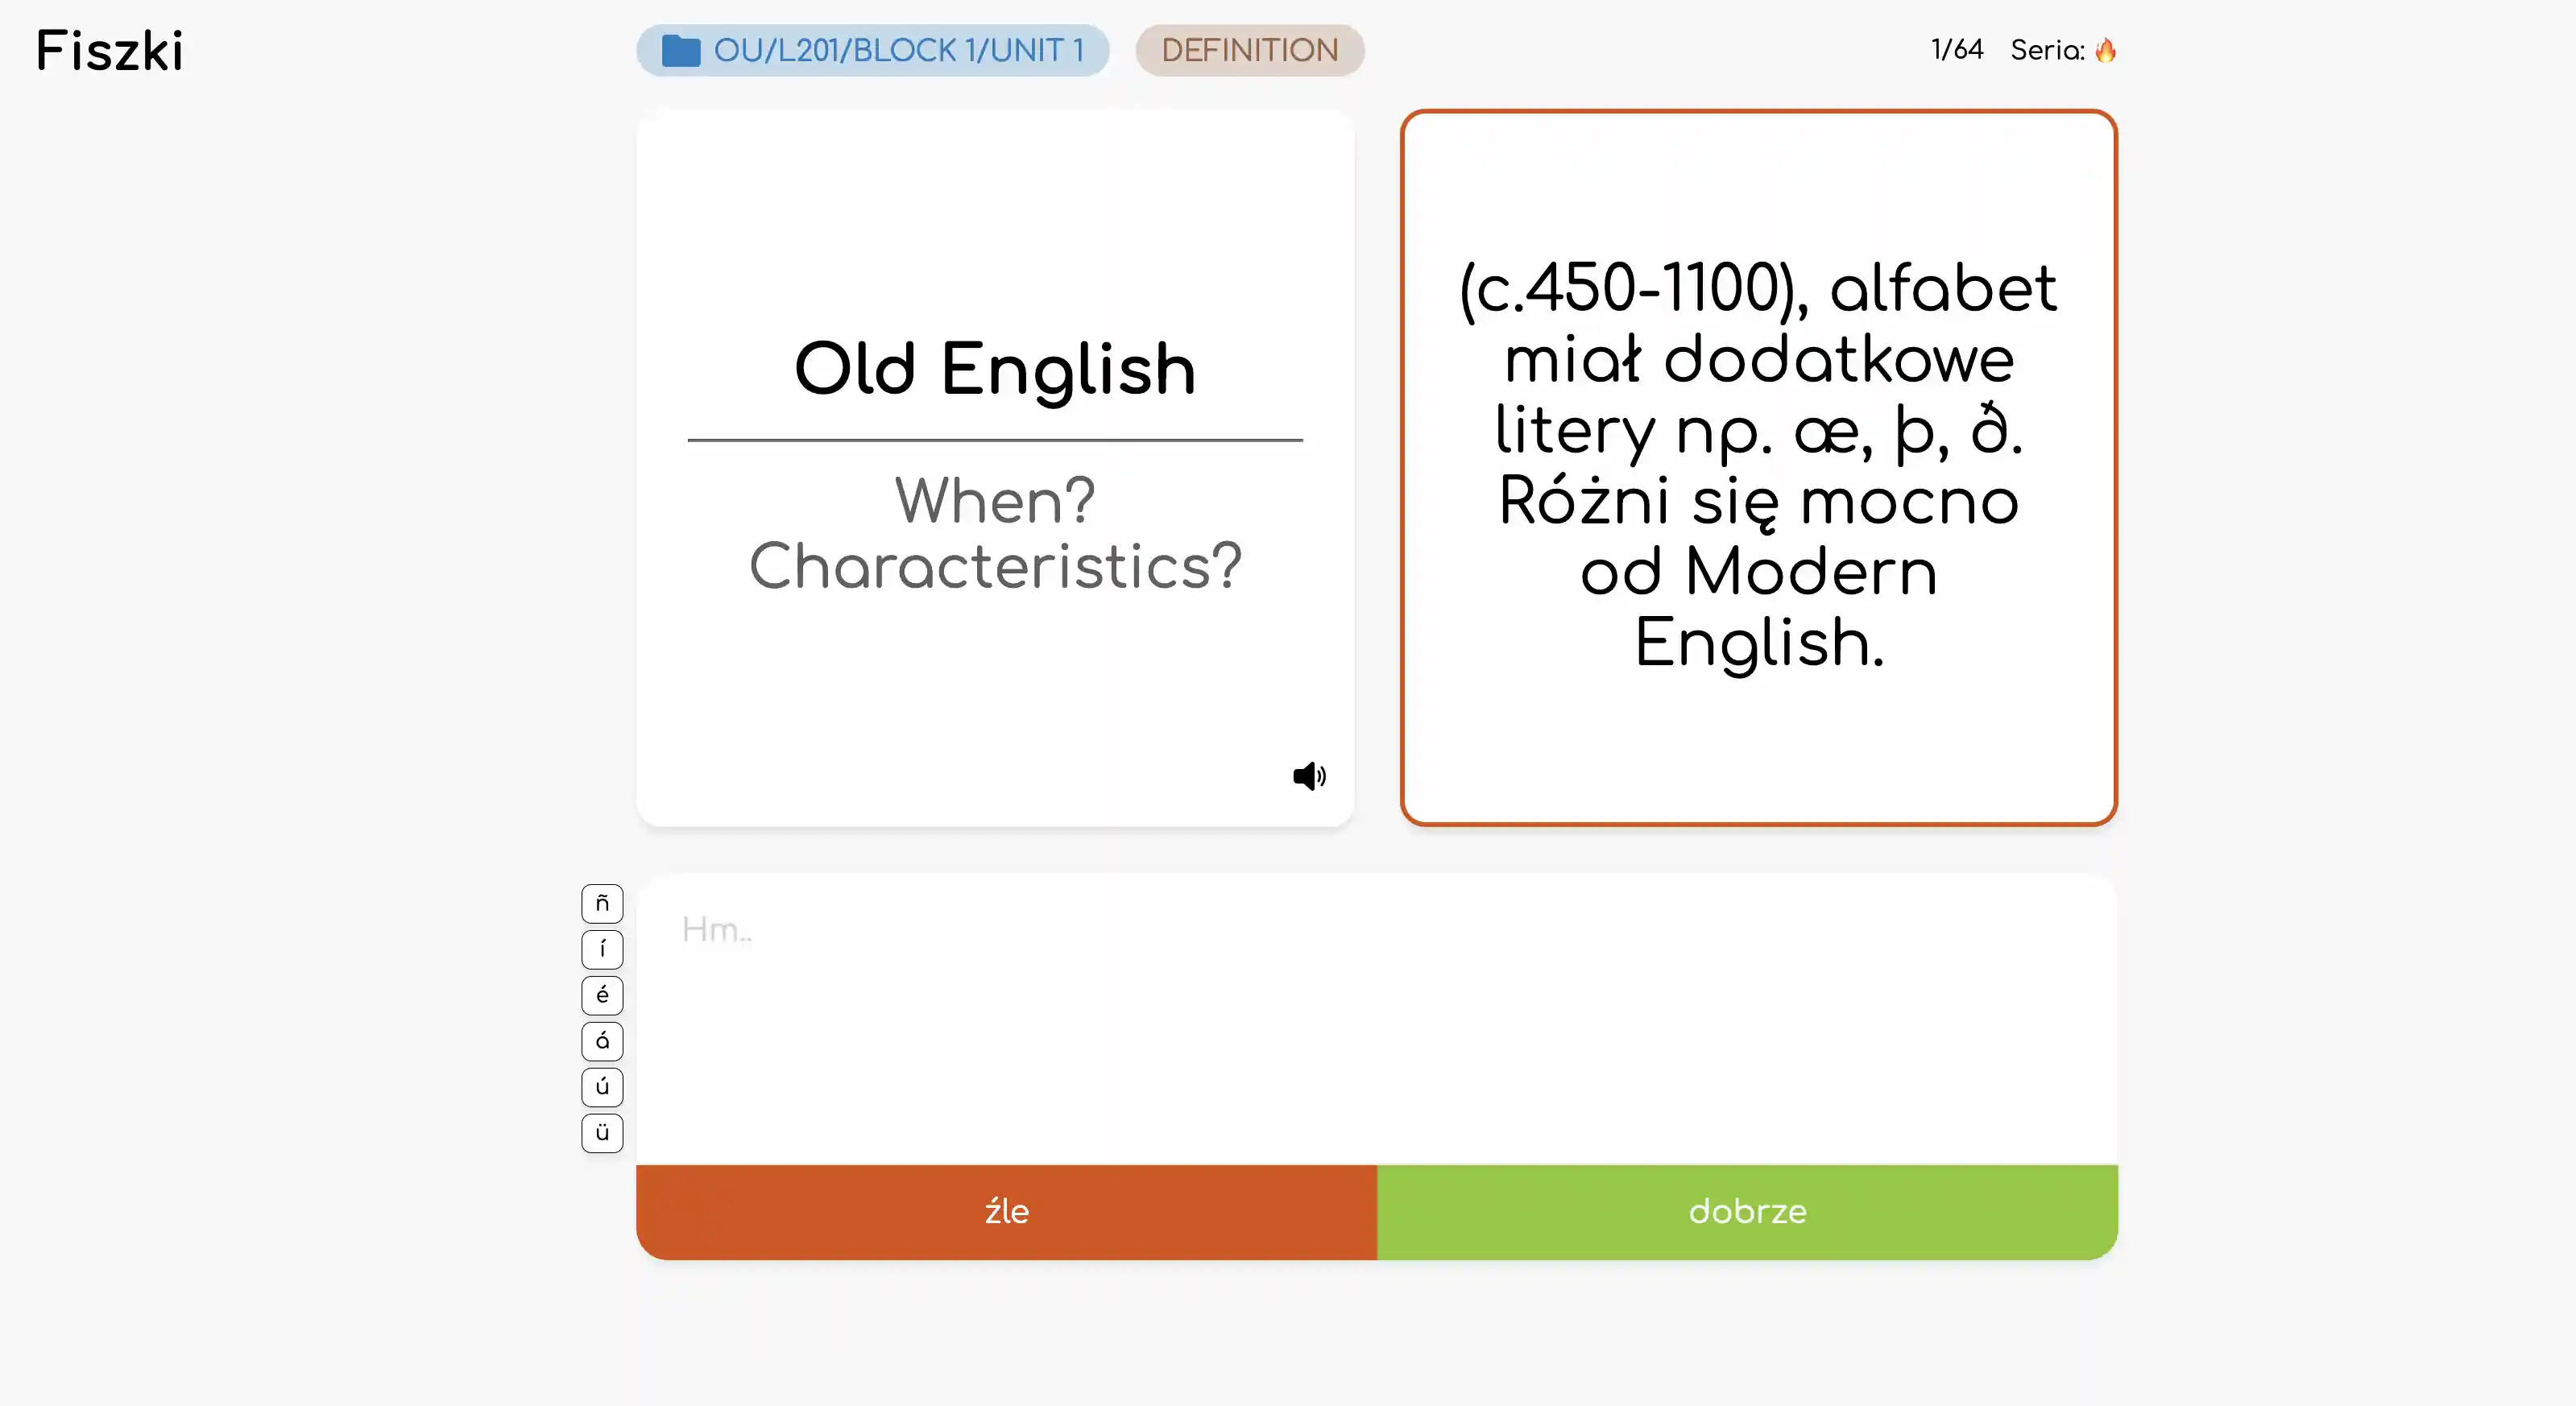 Fiszki
OU/L201/BLOCK 1/UNIT 1
DEFINITION
1/64 Seria: 🔥
Old English
When?
Characteristics?
(c.450-1100), alfabet
miał dodatkowe
litery np. æ, þ, ð.
Różni się mocno
od Modern
English.
ñ
í
é
á
ú
ü
Hm..
źle
dobrze